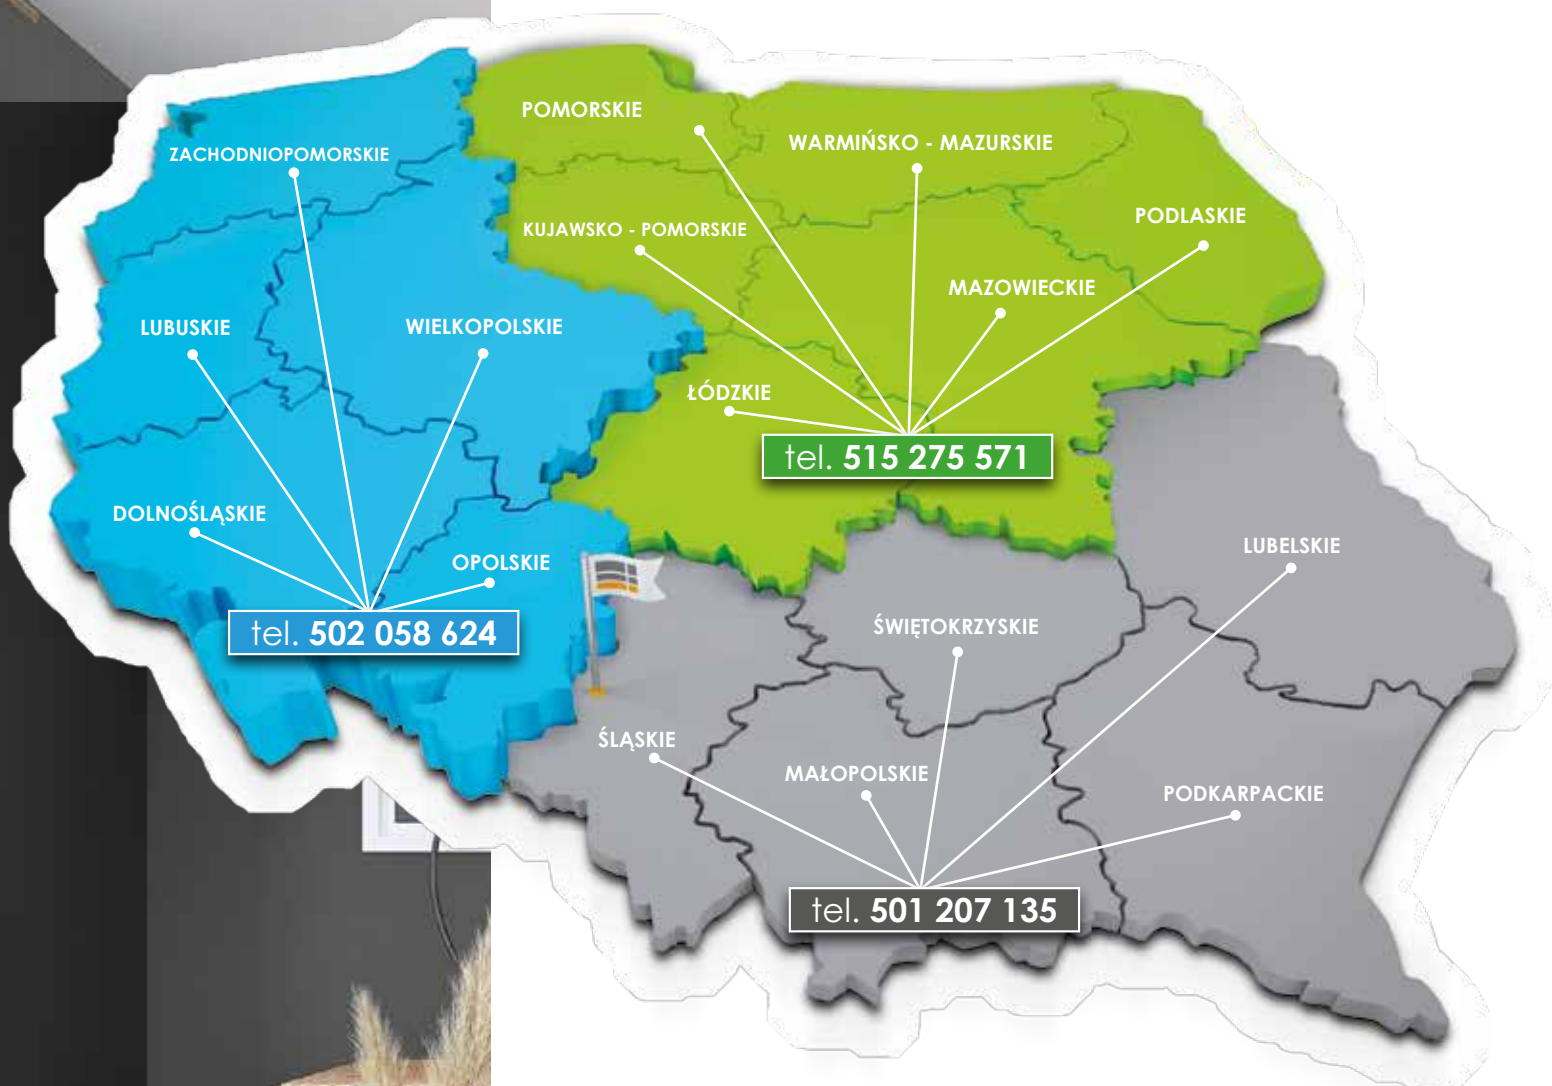 POMORSKIE
WARMIŃSKO - MAZURSKIE
ZACHODNIOPOMORSKIE
PODLASKIE
KUJAWSKO - POMORSKIE
MAZOWIECKIE
LUBUSKIE
WIELKOPOLSKIE
ŁÓDZKIE
tel. 515 275 571
DOLNOŚLĄSKIE
OPOLSKIE
LUBELSKIE
tel. 502 058 624
ŚWIĘTOKRZYSKIE
ŚLĄSKIE
MAŁOPOLSKIE
PODKARPACKIE
tel. 501 207 135